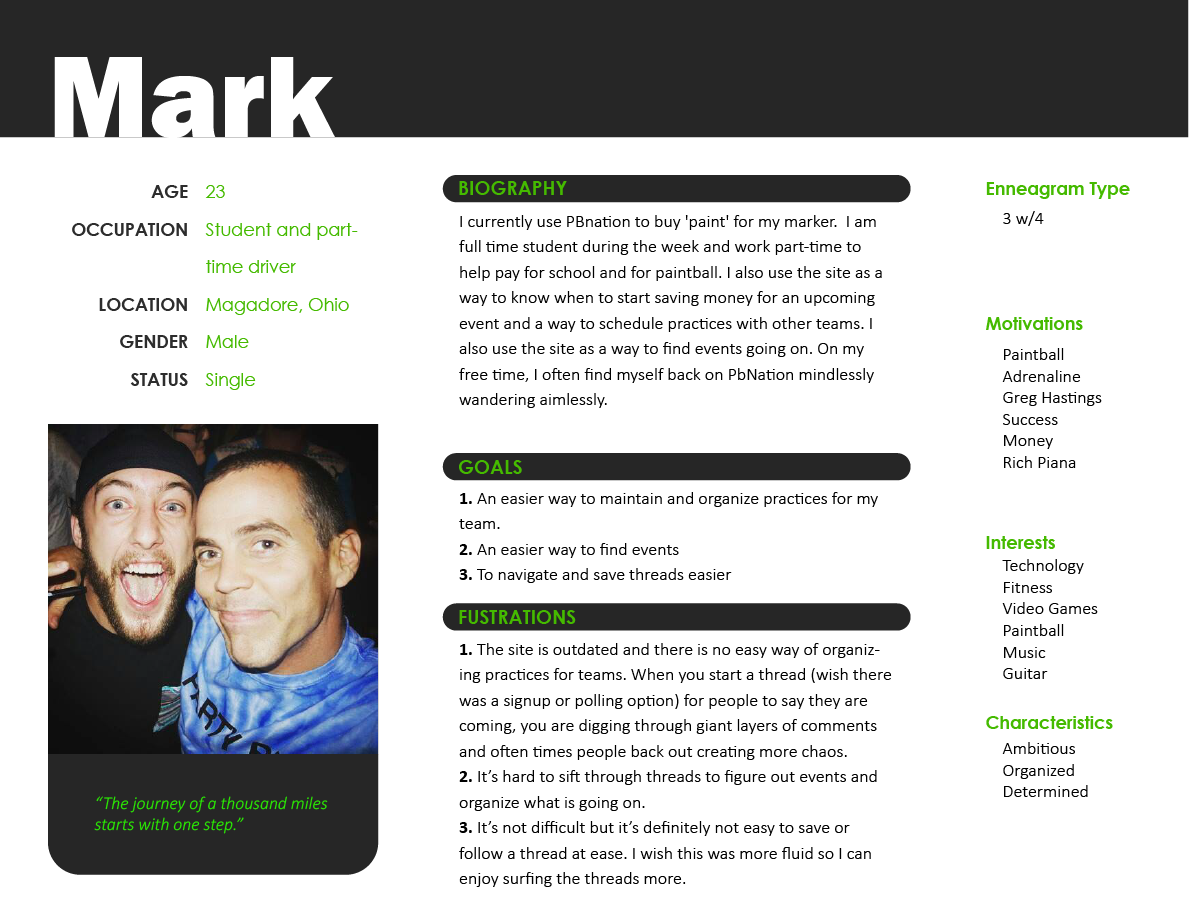 Mark
AGE 23
OCCUPATION Student and part-
time driver
LOCATION Magadore, Ohio
GENDER Male
STATUS Single
PARTY
“The journey of a thousand miles
starts with one step.”
BIOGRAPHY
I currently use PBnation to buy 'paint' for my marker.  I am
full time student during the week and work part-time to
help pay for school and for paintball. I also use the site as a
way to know when to start saving money for an upcoming
event and a way to schedule practices with other teams. I
also use the site as a way to find events going on. On my
free time, I often find myself back on PbNation mindlessly
wandering aimlessly.
GOALS
1. An easier way to maintain and organize practices for my
team.
2. An easier way to find events
3. To navigate and save threads easier
FUSTRATIONS
1. The site is outdated and there is no easy way of organiz-
ing practices for teams. When you start a thread (wish there
was a signup or polling option) for people to say they are
coming, you are digging through giant layers of comments
and often times people back out creating more chaos.
2. It’s hard to sift through threads to figure out events and
organize what is going on.
3. It’s not difficult but it’s definitely not easy to save or
follow a thread at ease. I wish this was more fluid so I can
enjoy surfing the threads more.
Enneagram Type
3 w/4
Motivations
Paintball
Adrenaline
Greg Hastings
Success
Money
Rich Piana
Interests
Technology
Fitness
Video Games
Paintball
Music
Guitar
Characteristics
Ambitious
Organized
Determined